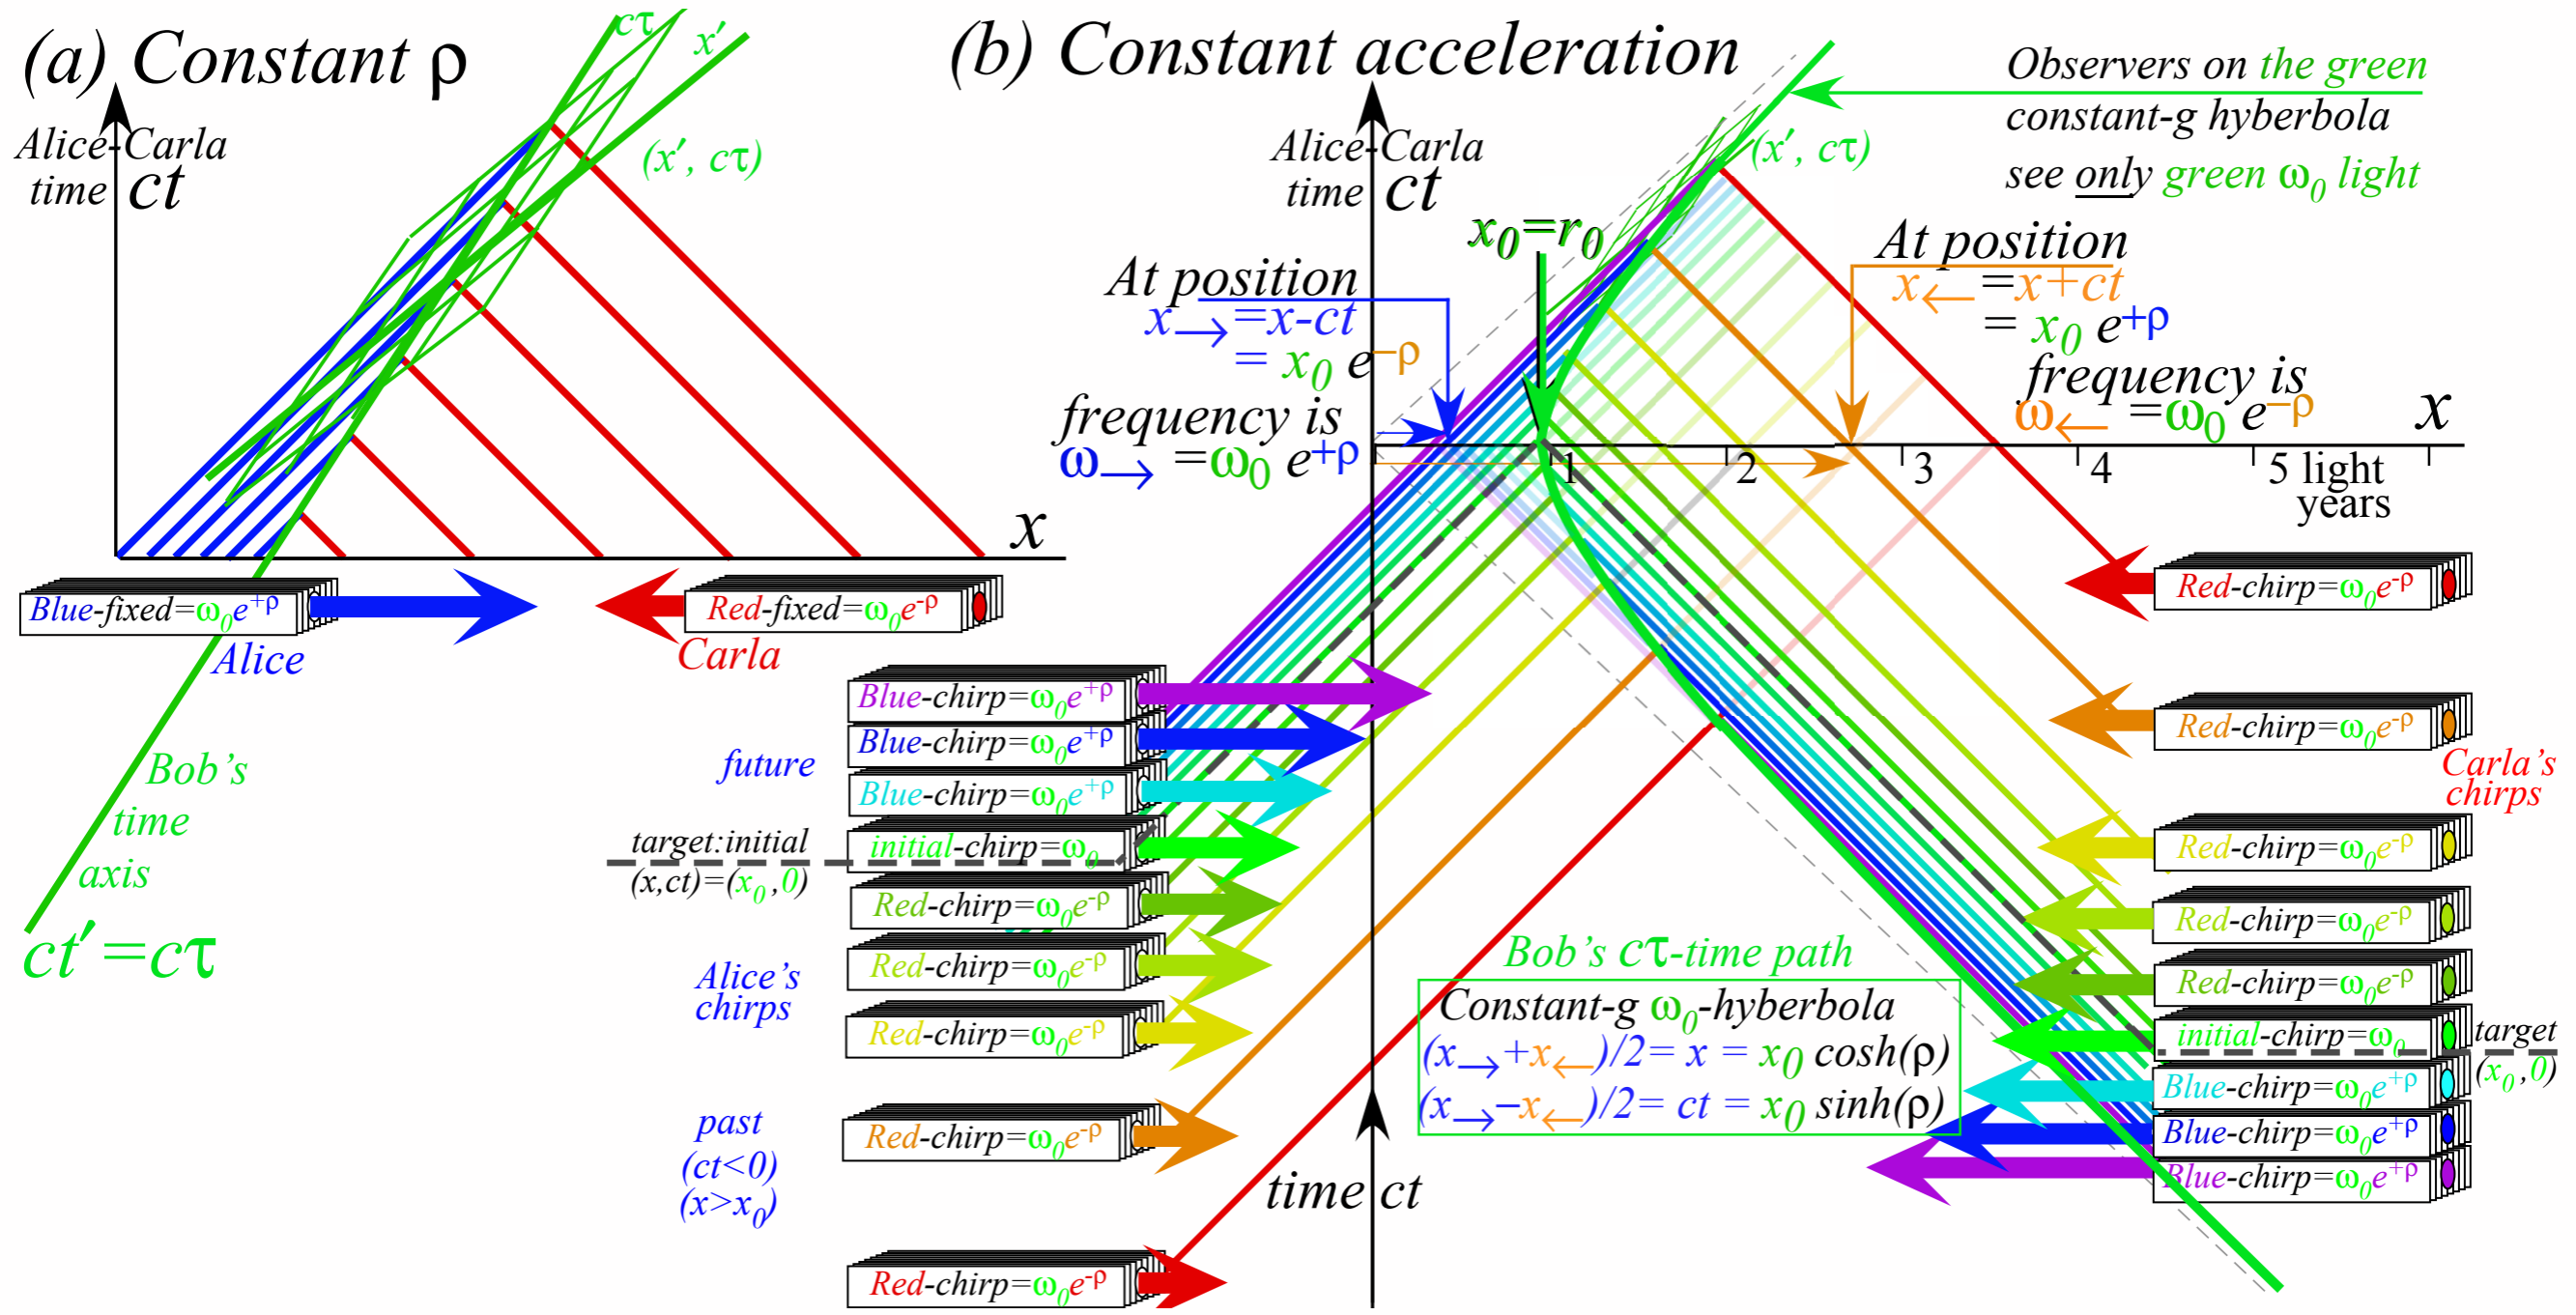 (a) Constant ρ
cτ
x′
(x′, cτ)
Alice-Carla
time ct
x
Blue-fixed=ω0e+ρ
Red-fixed=ω0e-ρ
Alice
Carla
Bob’s
time
axis
ct′=cτ
(b) Constant acceleration
Alice-Carla
time ct
(x′, cτ)
Observers on the green
constant-g hyberbola
see only green ω0 light
x0=r0
At position
x→=x-ct
= x0 e−ρ
frequency is
ω→ =ω0 e+ρ
At position
x←=x+ct
= x0 e+ρ
frequency is
ω← =ω0 e−ρ
x
1
2
3
4
5 light
years
Blue-chirp=ω0e+ρ
Blue-chirp=ω0e+ρ
Blue-chirp=ω0e+ρ
initial-chirp=ω0
Red-chirp=ω0e-ρ
Red-chirp=ω0e-ρ
Red-chirp=ω0e-ρ
Red-chirp=ω0e-ρ
Red-chirp=ω0e-ρ
future
target:initial
(x,ct)=(x0,0)
Alice’s
chirps
past
(ct<0)
(x>x0)
Bob’s cτ-time path
Constant-g ω0-hyberbola
(x→+x←)/2= x = x0 cosh(ρ)
(x→−x←)/2= ct = x0 sinh(ρ)
time ct
Red-chirp=ω0e-ρ
Red-chirp=ω0e-ρ
Carla’s
chirps
Red-chirp=ω0e-ρ
Red-chirp=ω0e-ρ
Red-chirp=ω0e-ρ
initial-chirp=ω0
target
(x0,0)
Blue-chirp=ω0e+ρ
Blue-chirp=ω0e+ρ
Blue-chirp=ω0e+ρ